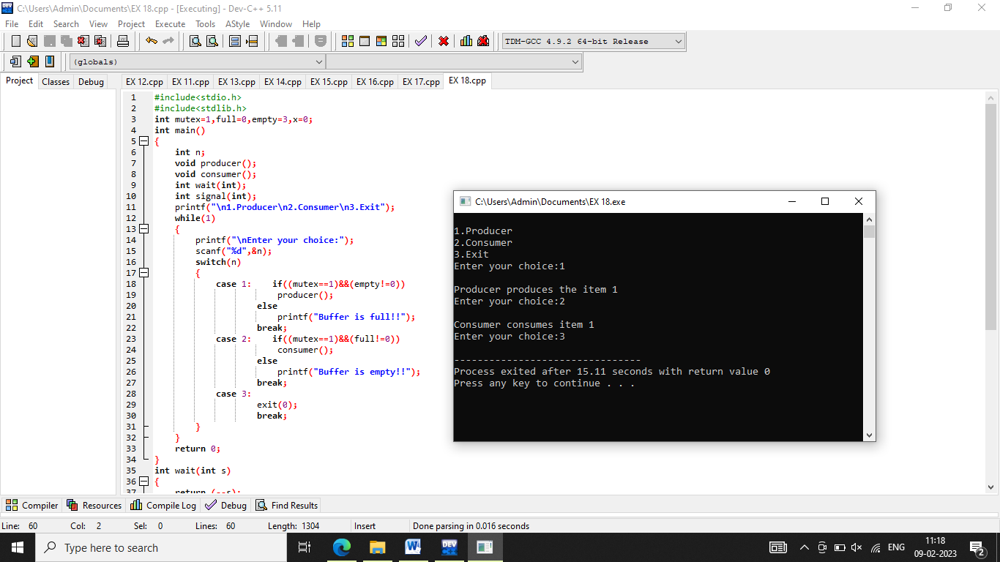 C:\Users\Admin\Documents\EX 18.cpp - [Executing] - Dev-C++ 5.11
File Edit Search View Project Execute Tools AStyle Window Help
TDM-GCC 4.9.2 64-bit Release
(globals)
Project Classes Debug
EX 12.cpp EX 11.cpp EX 13.cpp EX 14.cpp EX 15.cpp EX 16.cpp EX 17.cpp EX 18.cpp
1 #include<stdio.h>
2 #include<stdlib.h>
3 int mutex=1,full=0,empty=3,x=0;
4 int main()
5 {
6 int n;
7 void producer();
8 void consumer();
9 int wait(int);
10 int signal(int);
11 printf("\n1.Producer\n2.Consumer\n3.Exit");
12 while(1)
13 {
14 printf("\nEnter your choice:");
15 scanf("%d",&n);
16 switch(n)
17 {
18 case 1: if((mutex==1)&&(empty!=0))
19 producer();
20 else
21 printf("Buffer is full!!");
22 break;
23 case 2: if((mutex==1)&&(full!=0))
24 consumer();
25 else
26 printf("Buffer is empty!!");
27 break;
28 case 3:
29 exit(0);
30 break;
31 }
32 }
33 return 0;
34 }
35 int wait(int s)
36 {
37 return (--s);
C:\Users\Admin\Documents\EX 18.exe
1.Producer
2.Consumer
3.Exit
Enter your choice:1
Producer produces the item 1
Enter your choice:2
Consumer consumes item 1
Enter your choice:3
--------------------------------
Process exited after 15.11 seconds with return value 0
Press any key to continue . . .
Compiler Resources Compile Log Debug Find Results
Line: 60 Col: 2 Sel: 0 Lines: 60 Length: 1304 Insert Done parsing in 0.016 seconds
Type here to search
ENG
11:18
09-02-2023
2